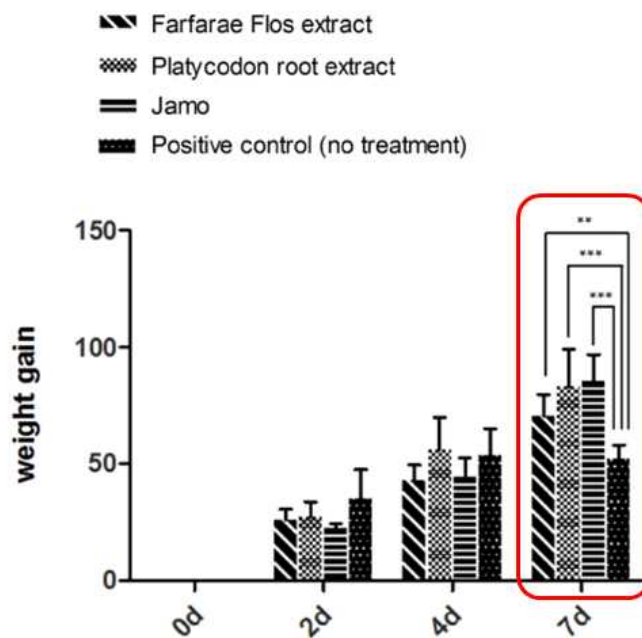 Farfarae Flos extract
Platycodon root extract
Jamo
Positive control (no treatment)
weight gain
150
100
50
0
**
***
***
0d
2d
4d
7d